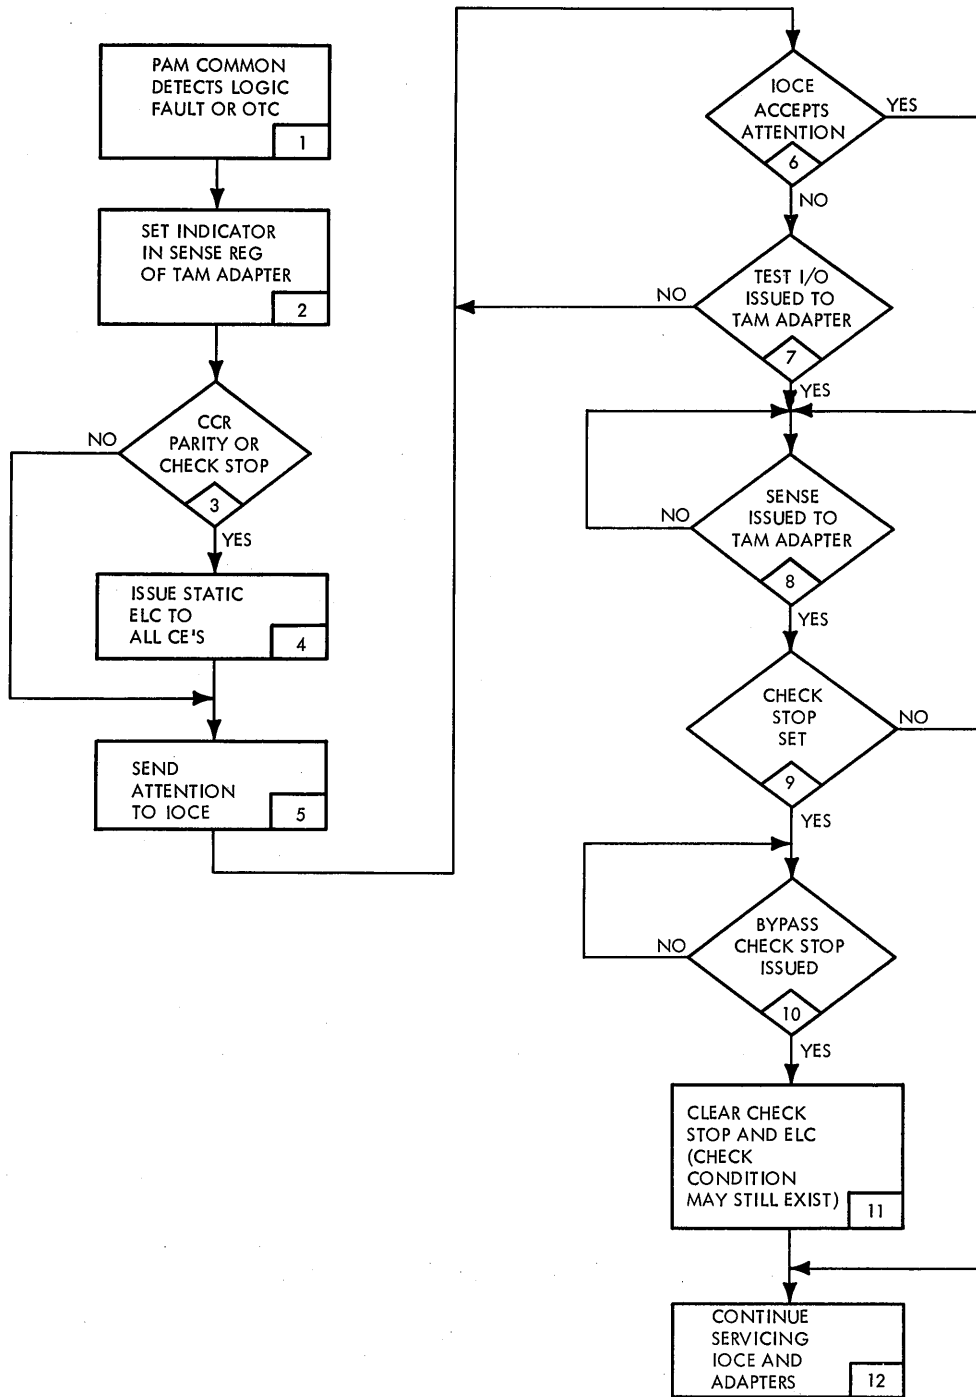 PAM COMMON
DETECTS LOGIC
FAULT OR OTC
1
SET INDICATOR
IN SENSE REG
OF TAM ADAPTER
2
CCR
PARITY OR
CHECK STOP
3
NO
YES
ISSUE STATIC
ELC TO
ALL CE'S
4
SEND
ATTENTION
TO IOCE
5
IOCE
ACCEPTS
ATTENTION
6
YES
NO
TEST I/O
ISSUED TO
TAM ADAPTER
7
NO
YES
SENSE
ISSUED TO
TAM ADAPTER
8
NO
YES
CHECK
STOP
SET
9
NO
YES
BYPASS
CHECK STOP
ISSUED
10
NO
YES
CLEAR CHECK
STOP AND ELC
(CHECK
CONDITION
MAY STILL EXIST)
11
CONTINUE
SERVICING
IOCE AND
ADAPTERS
12